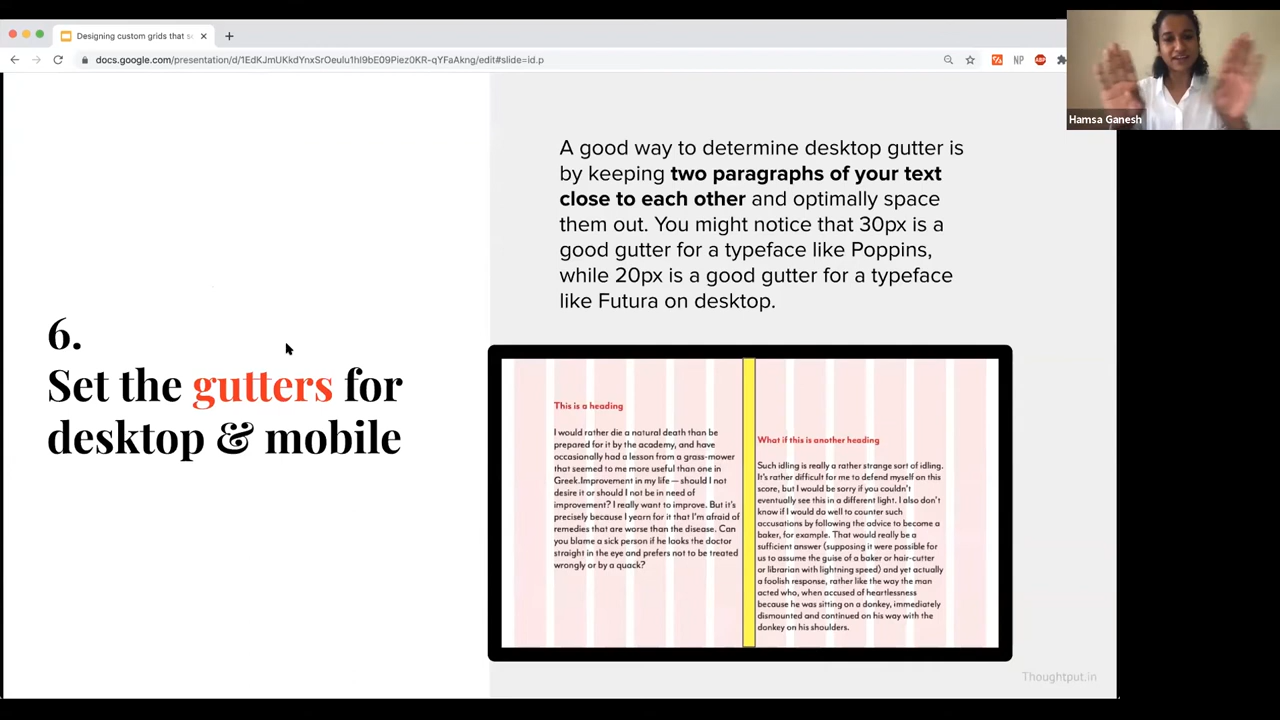 Designing custom grids that s
docs.google.com/presentation/d/1EdKJmUKkdYnxSrOeulu1hI9bE09Piez0KR-qYFaAkng/edit#slide=id.p
NP
ABP
Hamsa Ganesh
6.
Set the gutters for
desktop & mobile
A good way to determine desktop gutter is
by keeping two paragraphs of your text
close to each other and optimally space
them out. You might notice that 30px is a
good gutter for a typeface like Poppins,
while 20px is a good gutter for a typeface
like Futura on desktop.
This is a heading
I would rather die a natural death than be
prepared for it by the academy, and have
occasionally had a lesson from a grass-mower
that seemed to me more useful than one in
Greek.Improvement in my life — should I not
desire it or should I not be in need of
improvement? I really want to improve. But it's
precisely because I yearn for it that I'm afraid of
remedies that are worse than the disease. Can
you blame a sick person if he looks the doctor
straight in the eye and prefers not to be treated
wrongly or by a quack?
What if this is another heading
Such idling is really a rather strange sort of idling.
It's rather difficult for me to defend myself on this
score, but I would be sorry if you couldn't
eventually see this in a different light. I also don't
know if I would do well to counter such
accusations by following the advice to become a
baker, for example. That would really be a
sufficient answer (supposing it were possible for
us to assume the guise of a baker or hair-cutter
or librarian with lightning speed) and yet actually
a foolish response, rather like the way the man
acted who, when accused of heartlessness
because he was sitting on a donkey, immediately
dismounted and continued on his way with the
donkey on his shoulders.
Thoughtput.in